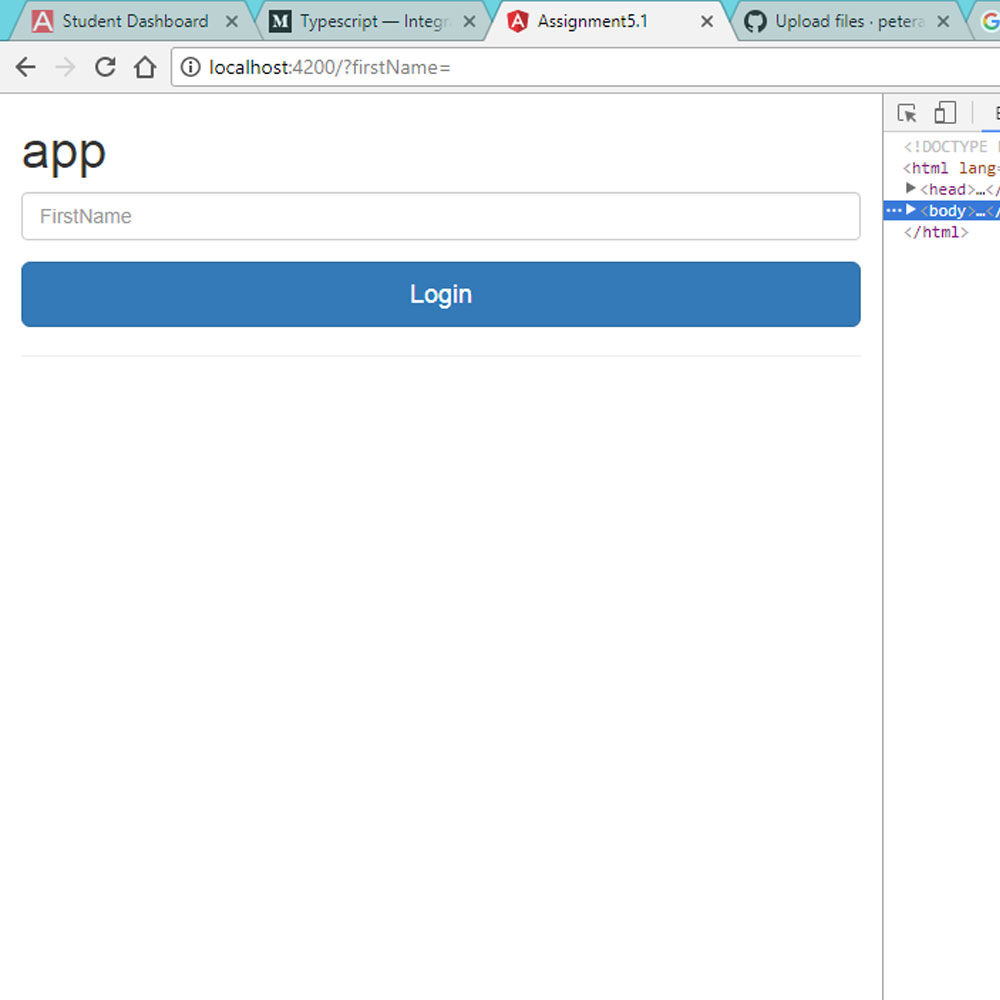 Student Dashboard
Typescript — Integr
Assignment5.1
Upload files · petera
localhost:4200/?firstName=
app
FirstName
Login
<!DOCTYPE
<html lang=
<head>…</
<body>…</
</html>